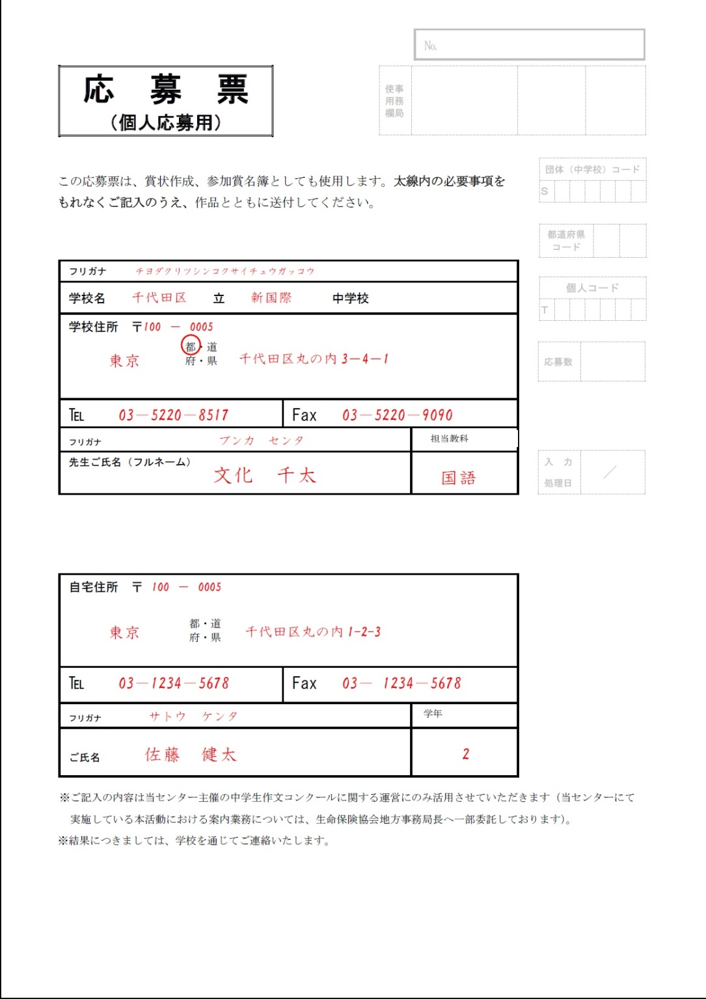 №
応 募 票
（個人応募用）
使事
用務
欄局
この応募票は、賞状作成、参加賞名簿としても使用します。太線内の必要事項を
もれなくご記入のうえ、作品とともに送付してください。
団体（中学校）コード
S
都道府県
コード
個人コード
T
応募数
入 力
処理日
／
フリガナ チヨダクリツシンコクサイチュウガッコウ
学校名 千代田区 立 新国際 中学校
学校住所 〒100 － 0005
東京 都・道 千代田区丸の内 3－4－1
府・県
TEL 03－5220－8517 Fax 03－5220－9090
フリガナ ブンカ センタ 担当教科
先生ご氏名（フルネーム） 文化 千太 国語
自宅住所 〒 100 － 0005
東京 都・道 千代田区丸の内 1-2-3
府・県
TEL 03－1234－5678 Fax 03－ 1234－5678
フリガナ サトウ ケンタ 学年
ご氏名 佐藤 健太 2
※ご記入の内容は当センター主催の中学生作文コンクールに関する運営にのみ活用させていただきます（当センターにて
実施している本活動における案内業務については、生命保険協会地方事務局長へ一部委託しております）。
※結果につきましては、学校を通じてご連絡いたします。